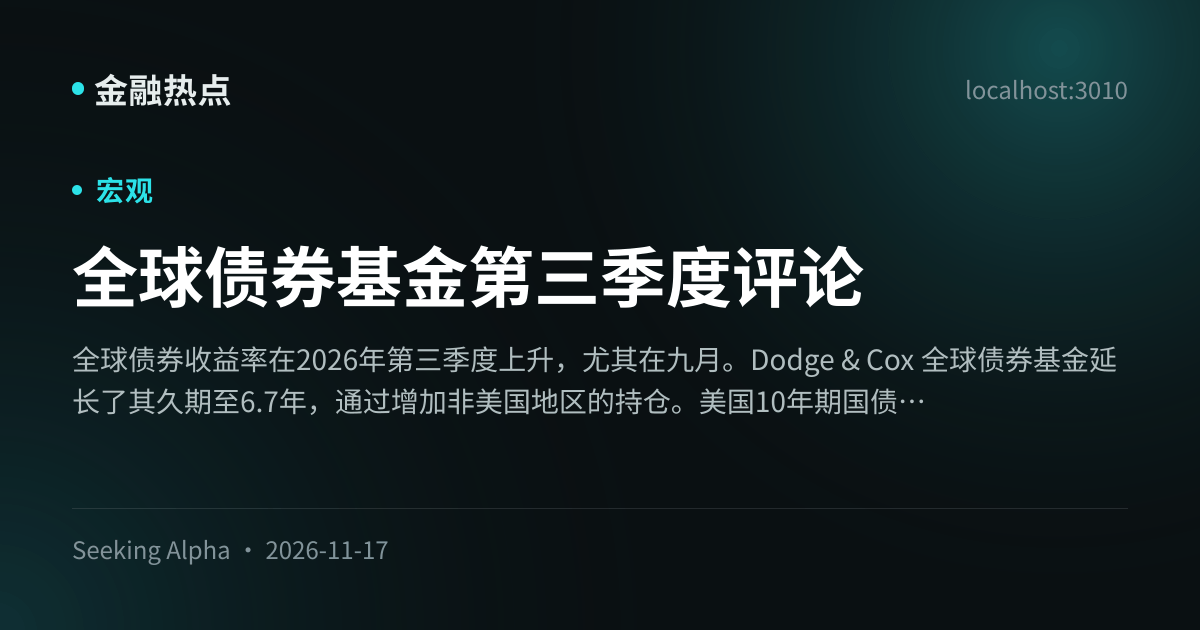 金融热点
localhost:3010
宏观
全球债券基金第三季度评论
全球债券收益率在2026年第三季度上升，尤其在九月。Dodge & Cox 全球债券基金延
长了其久期至6.7年，通过增加非美国地区的持仓。美国10年期国债…
Seeking Alpha · 2026-11-17